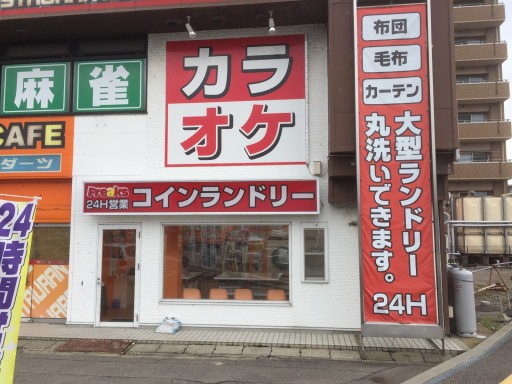 麻雀
CAFE
ダーツ
カラ
オケ
Freaks
24H営業 コインランドリー
布団
毛布
カーテン
大型ランドリー
丸洗いできます。
24H
24時間